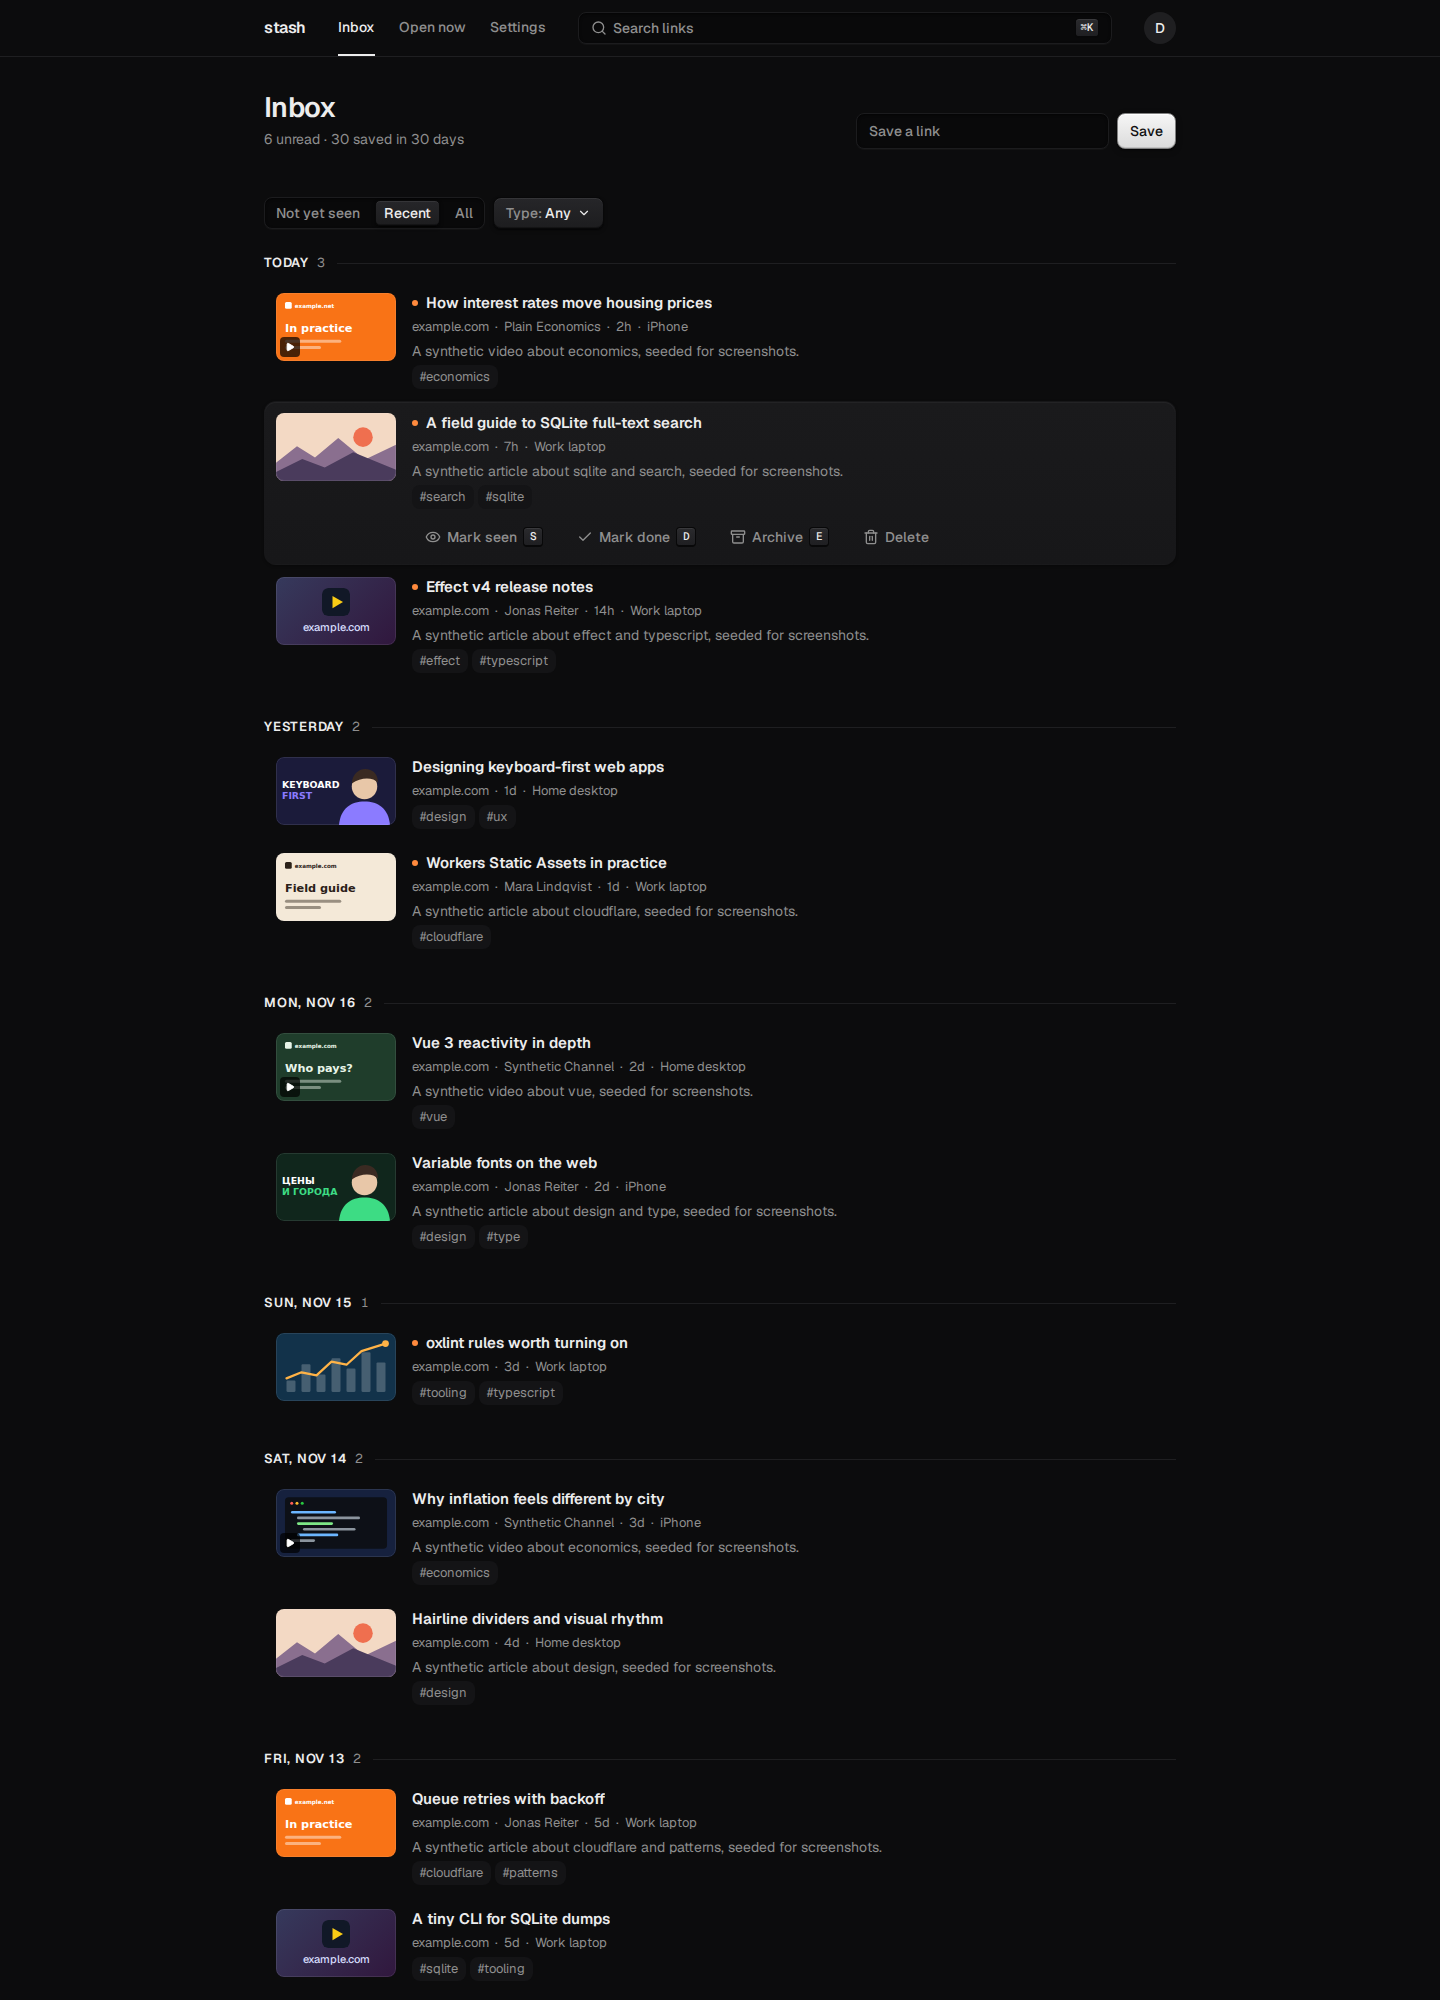 stash Inbox Open now Settings Search links ⌘K D
Inbox
6 unread · 30 saved in 30 days
Save a link Save
Not yet seen Recent All Type: Any
TODAY 3
example.net
In practice
How interest rates move housing prices
example.com · Plain Economics · 2h · iPhone
A synthetic video about economics, seeded for screenshots.
#economics
A field guide to SQLite full-text search
example.com · 7h · Work laptop
A synthetic article about sqlite and search, seeded for screenshots.
#search #sqlite
Mark seen S Mark done D Archive E Delete
example.com
Effect v4 release notes
example.com · Jonas Reiter · 14h · Work laptop
A synthetic article about effect and typescript, seeded for screenshots.
#effect #typescript
YESTERDAY 2
KEYBOARD
FIRST
Designing keyboard-first web apps
example.com · 1d · Home desktop
#design #ux
example.com
Field guide
Workers Static Assets in practice
example.com · Mara Lindqvist · 1d · Work laptop
A synthetic article about cloudflare, seeded for screenshots.
#cloudflare
MON, NOV 16 2
example.com
Who pays?
Vue 3 reactivity in depth
example.com · Synthetic Channel · 2d · Home desktop
A synthetic video about vue, seeded for screenshots.
#vue
ЦЕНЫ
И ГОРОДА
Variable fonts on the web
example.com · Jonas Reiter · 2d · iPhone
A synthetic article about design and type, seeded for screenshots.
#design #type
SUN, NOV 15 1
oxlint rules worth turning on
example.com · 3d · Work laptop
#tooling #typescript
SAT, NOV 14 2
Why inflation feels different by city
example.com · Synthetic Channel · 3d · iPhone
A synthetic video about economics, seeded for screenshots.
#economics
Hairline dividers and visual rhythm
example.com · 4d · Home desktop
A synthetic article about design, seeded for screenshots.
#design
FRI, NOV 13 2
example.net
In practice
Queue retries with backoff
example.com · Jonas Reiter · 5d · Work laptop
A synthetic article about cloudflare and patterns, seeded for screenshots.
#cloudflare #patterns
example.com
A tiny CLI for SQLite dumps
example.com · 5d · Work laptop
#sqlite #tooling